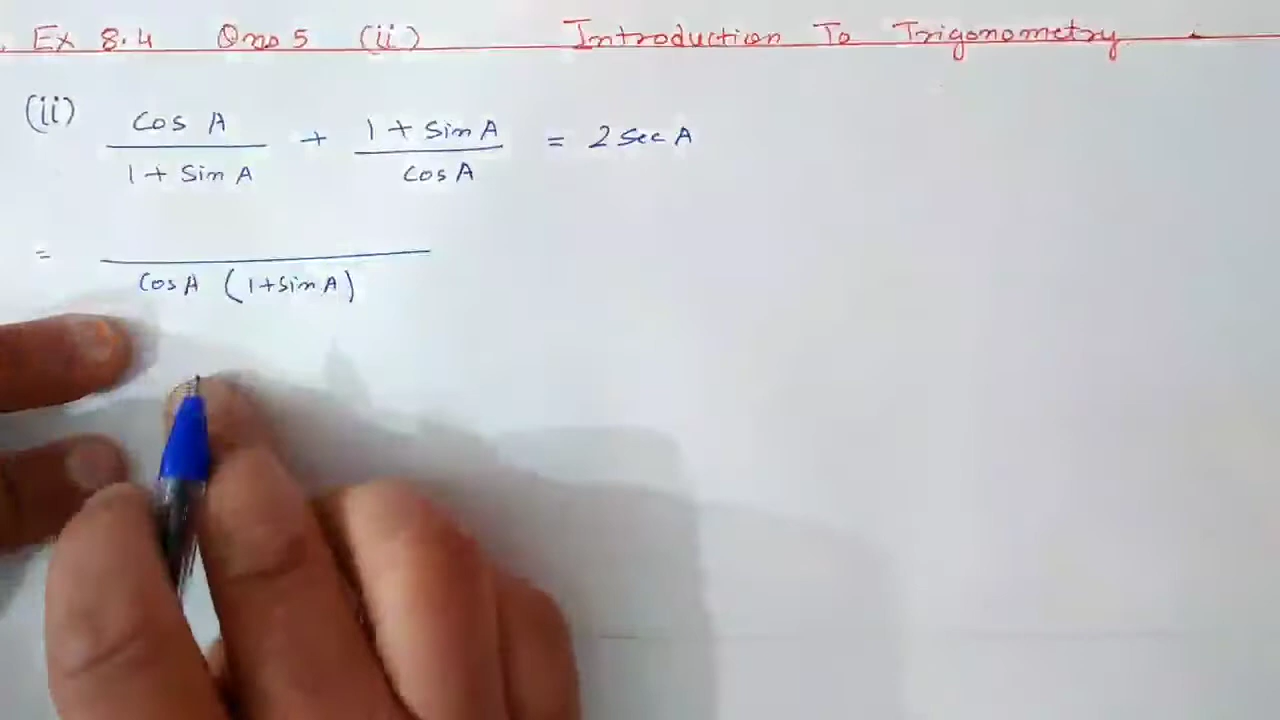 . Ex 8.4 Qno 5 (ii) Introduction To Trigonometry .
(ii) Cos A / 1 + Sin A + 1 + Sin A / Cos A = 2 Sec A
= / Cos A (1+Sin A)